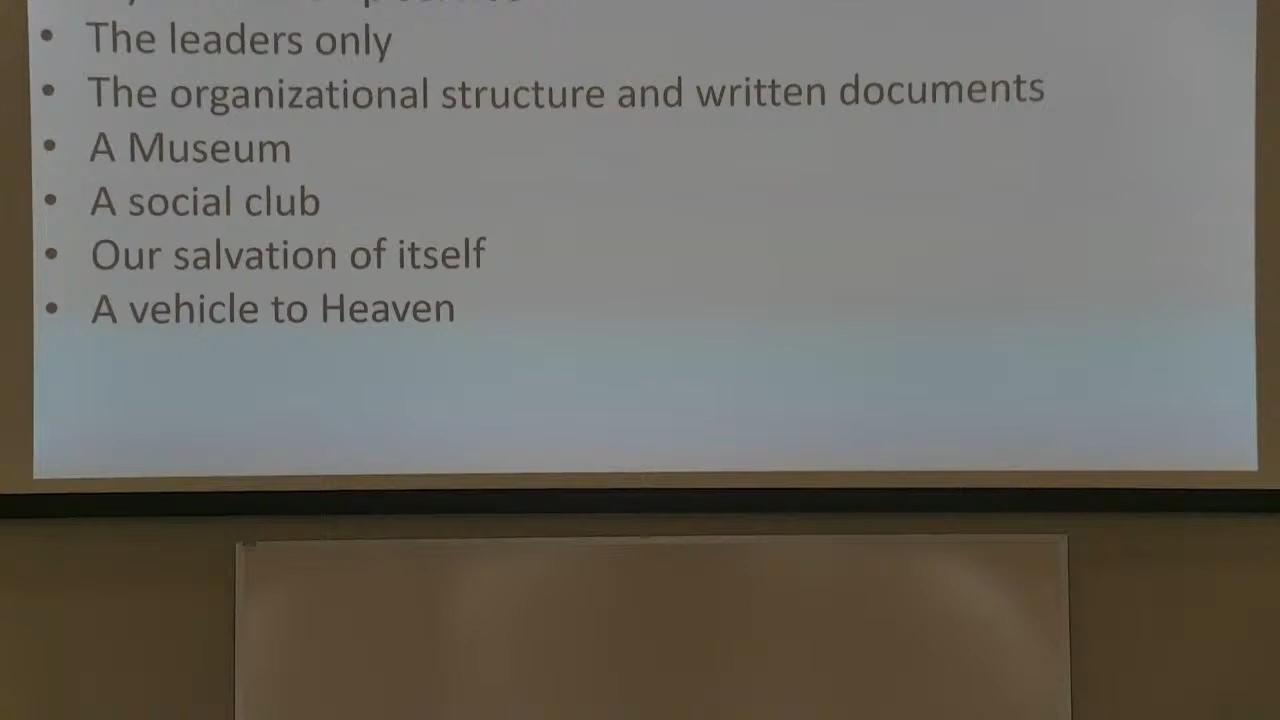 • The leaders only
• The organizational structure and written documents
• A Museum
• A social club
• Our salvation of itself
• A vehicle to Heaven